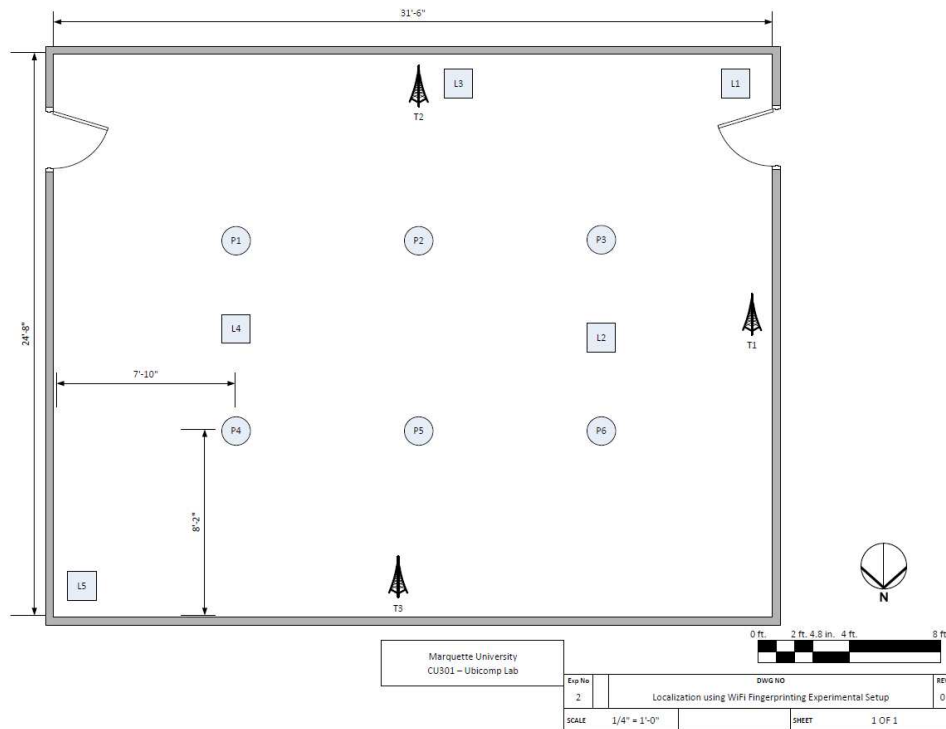 31'-6"
L3
L1
T2
P1
P2
P3
24'-8"
L4
L2
T1
7'-10"
P4
P5
P6
8'-2"
L5
T3
N
0 ft.
2 ft. 4.8 in.
4 ft.
8 ft
Marquette University
CU301 – Ubicomp Lab
Exp No
DWG NO
REV
2
Localization using WiFi Fingerprinting Experimental Setup
0
SCALE
1/4" = 1'-0"
SHEET
1 OF 1